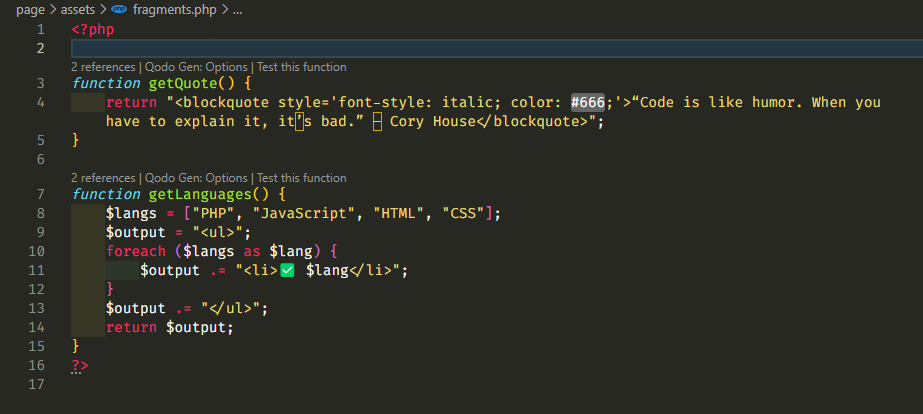 page > assets > php fragments.php > ...
1 <?php
2
2 references | Qodo Gen: Options | Test this function
3 function getQuote() {
4     return "<blockquote style='font-style: italic; color: #666;'>“Code is like humor. When you
have to explain it, it’s bad.” – Cory House</blockquote>";
5 }
6
2 references | Qodo Gen: Options | Test this function
7 function getLanguages() {
8     $langs = ["PHP", "JavaScript", "HTML", "CSS"];
9     $output = "<ul>";
10     foreach ($langs as $lang) {
11         $output .= "<li>✅ $lang</li>";
12     }
13     $output .= "</ul>";
14     return $output;
15 }
16 ?>
17